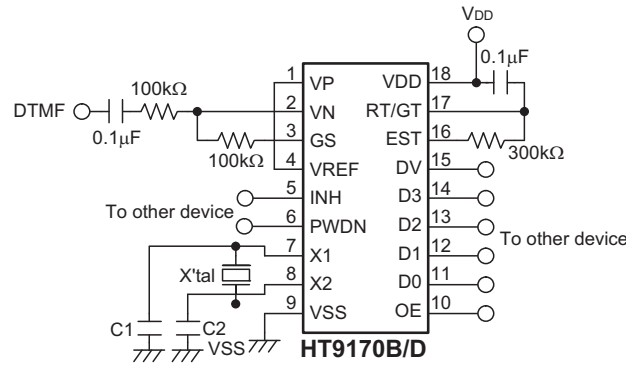 VDD
0.1µF
100kΩ
DTMF
0.1µF
100kΩ
1 VP VDD 18
2 VN RT/GT 17
3 GS EST 16
300kΩ
4 VREF DV 15
5 INH D3 14
To other device
6 PWDN D2 13
To other device
7 X1 D1 12
X'tal
8 X2 D0 11
9 VSS OE 10
C1 C2
VSS
HT9170B/D